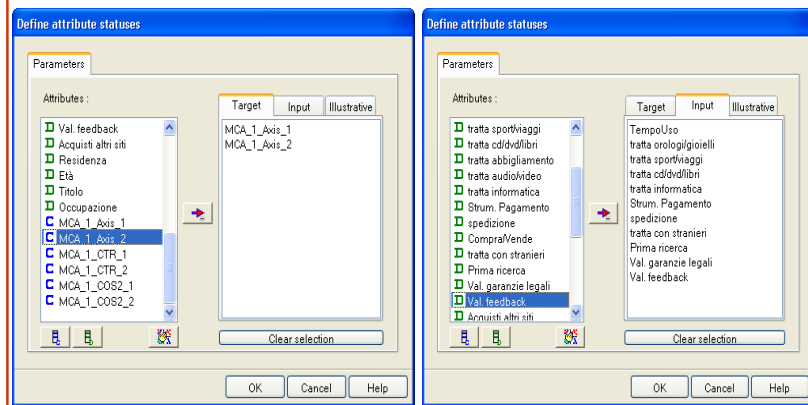 Define attribute statuses
Parameters
Attributes :
Val. feedback
Acquisti altri siti
Residenza
Età
Titolo
Occupazione
MCA_1_Axis_1
MCA_1_Axis_2
MCA_1_CTR_1
MCA_1_CTR_2
MCA_1_COS2_1
MCA_1_COS2_2
Target Input Illustrative
MCA_1_Axis_1
MCA_1_Axis_2
Clear selection
OK Cancel Help
Define attribute statuses
Parameters
Attributes :
tratta sport/viaggi
tratta cd/dvd/libri
tratta abbigliamento
tratta audio/video
tratta informatica
Strum. Pagamento
spedizione
Compra/Vende
tratta con stranieri
Prima ricerca
Val. garanzie legali
Val. feedback
Acquisti altri siti
Target Input Illustrative
TempoUso
tratta orologi/gioielli
tratta sport/viaggi
tratta cd/dvd/libri
tratta informatica
Strum. Pagamento
spedizione
tratta con stranieri
Prima ricerca
Val. garanzie legali
Val. feedback
Clear selection
OK Cancel Help